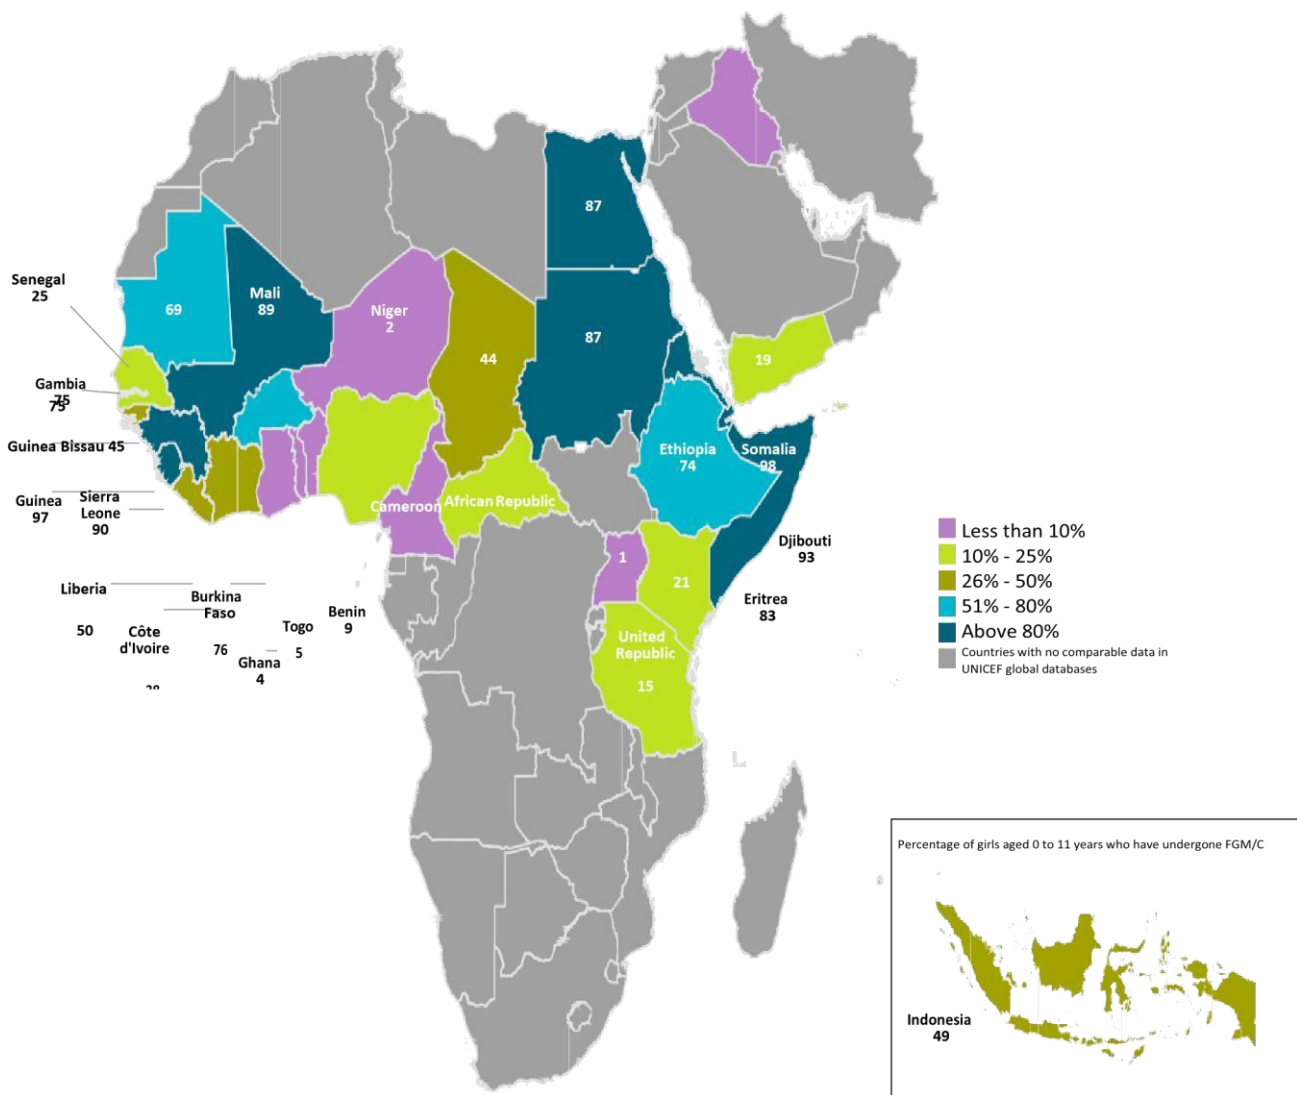 87
Senegal
25
69
Mali
89
Niger
2
44
87
19
Gambia
75
75
Guinea Bissau 45
Ethiopia
74
Somalia
98
Guinea
97
Sierra
Leone
90
Cameroon
African Republic
Less than 10%
10% - 25%
26% - 50%
51% - 80%
Above 80%
Countries with no comparable data in
UNICEF global databases
1
21
Djibouti
93
Eritrea
83
Liberia
50
Burkina
Faso
76
Côte
d'Ivoire
Togo
5
Ghana
4
Benin
9
United
Republic
15
Percentage of girls aged 0 to 11 years who have undergone FGM/C
Indonesia
49